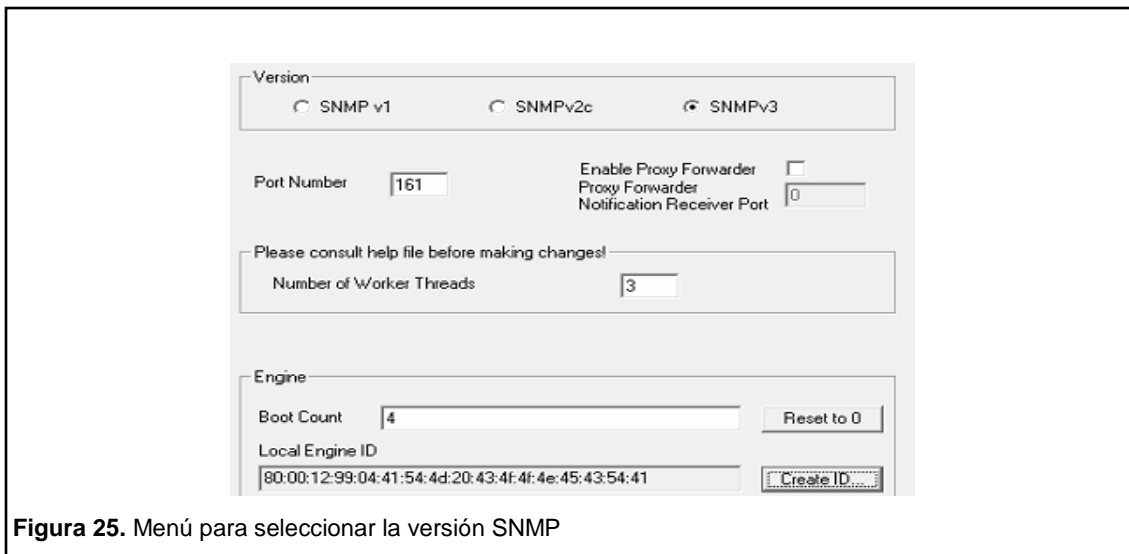 Version
SNMP v1 SNMPv2c SNMPv3
Port Number 161 Enable Proxy Forwarder
Proxy Forwarder
Notification Receiver Port 0
Please consult help file before making changes!
Number of Worker Threads 3
Engine
Boot Count 4 Reset to 0
Local Engine ID
80:00:12:99:04:41:54:4d:20:43:4f:4f:4e:45:43:54:41 Create ID...
Figura 25. Menú para seleccionar la versión SNMP